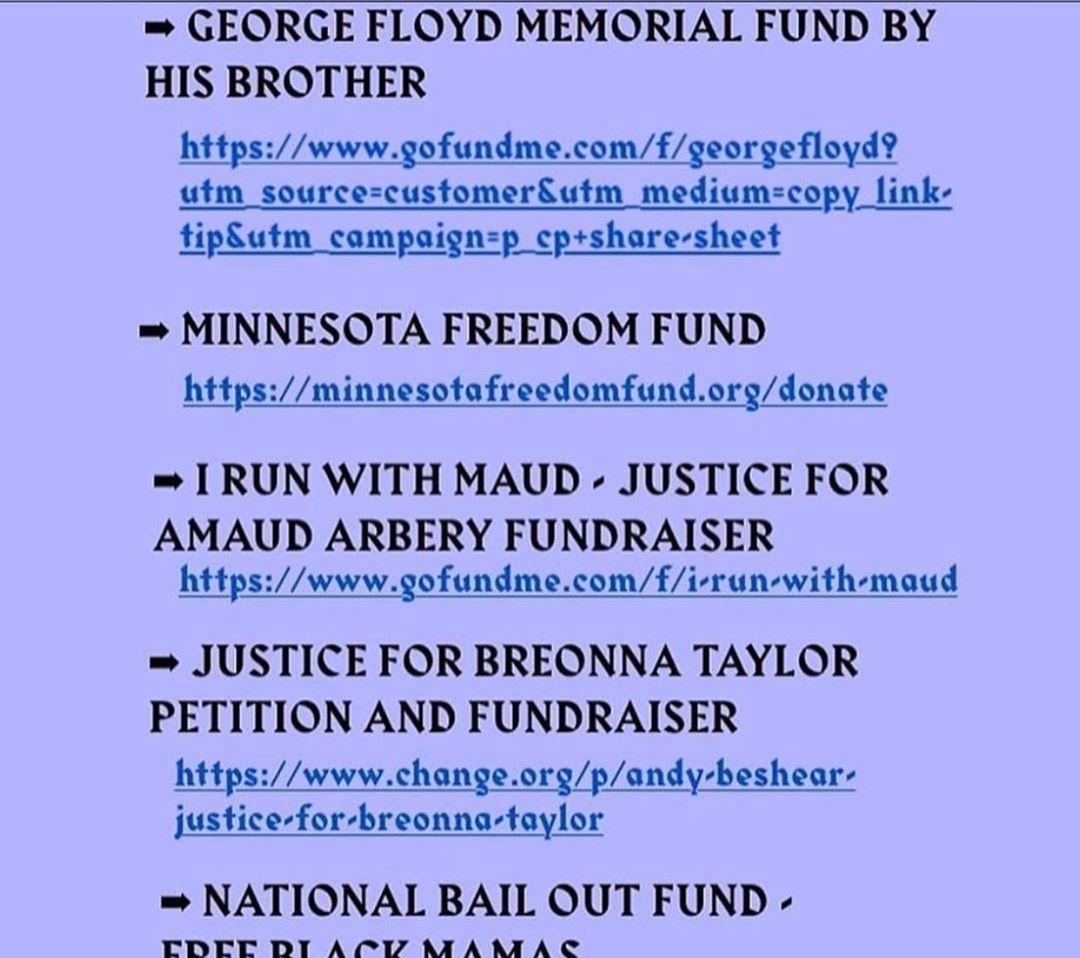 ➡ GEORGE FLOYD MEMORIAL FUND BY
HIS BROTHER
https://www.gofundme.com/f/georgefloyd?
utm_source=customer&utm_medium=copy_link-
tip&utm_campaign=p_cp+share-sheet
➡ MINNESOTA FREEDOM FUND
https://minnesotafreedomfund.org/donate
➡ I RUN WITH MAUD - JUSTICE FOR
AMAUD ARBERY FUNDRAISER
https://www.gofundme.com/f/i-run-with-maud
➡ JUSTICE FOR BREONNA TAYLOR
PETITION AND FUNDRAISER
https://www.change.org/p/andy-beshear-
justice-for-breonna-taylor
➡ NATIONAL BAIL OUT FUND -
FREE BLACK MAMAS